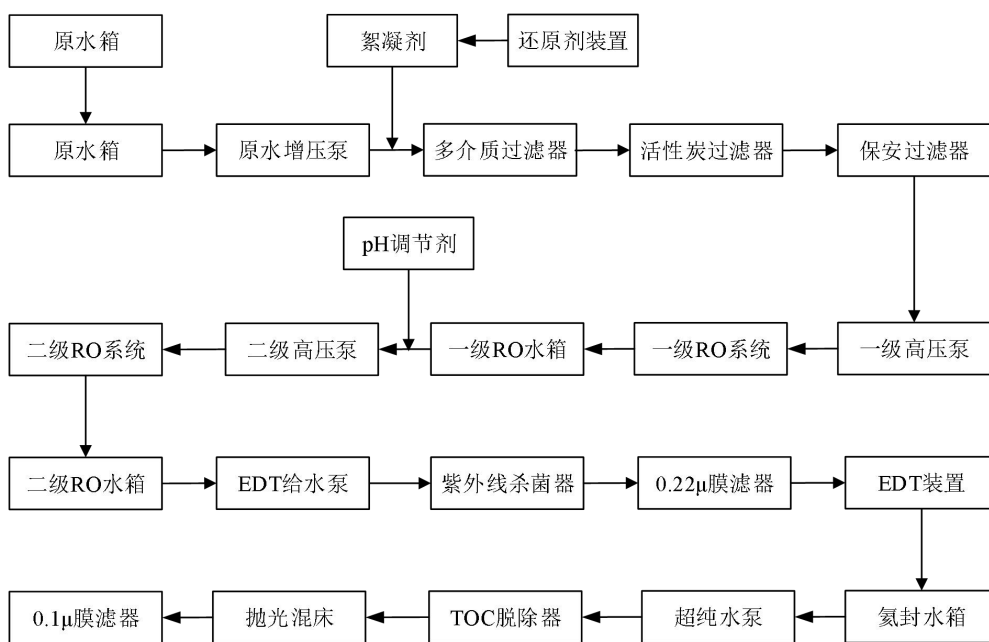 原水箱
絮凝剂
还原剂装置
原水箱
原水增压泵
多介质过滤器
活性炭过滤器
保安过滤器
pH调节剂
二级RO系统
二级高压泵
一级RO水箱
一级RO系统
一级高压泵
二级RO水箱
EDT给水泵
紫外线杀菌器
0.22μ膜滤器
EDT装置
0.1μ膜滤器
抛光混床
TOC脱除器
超纯水泵
氦封水箱